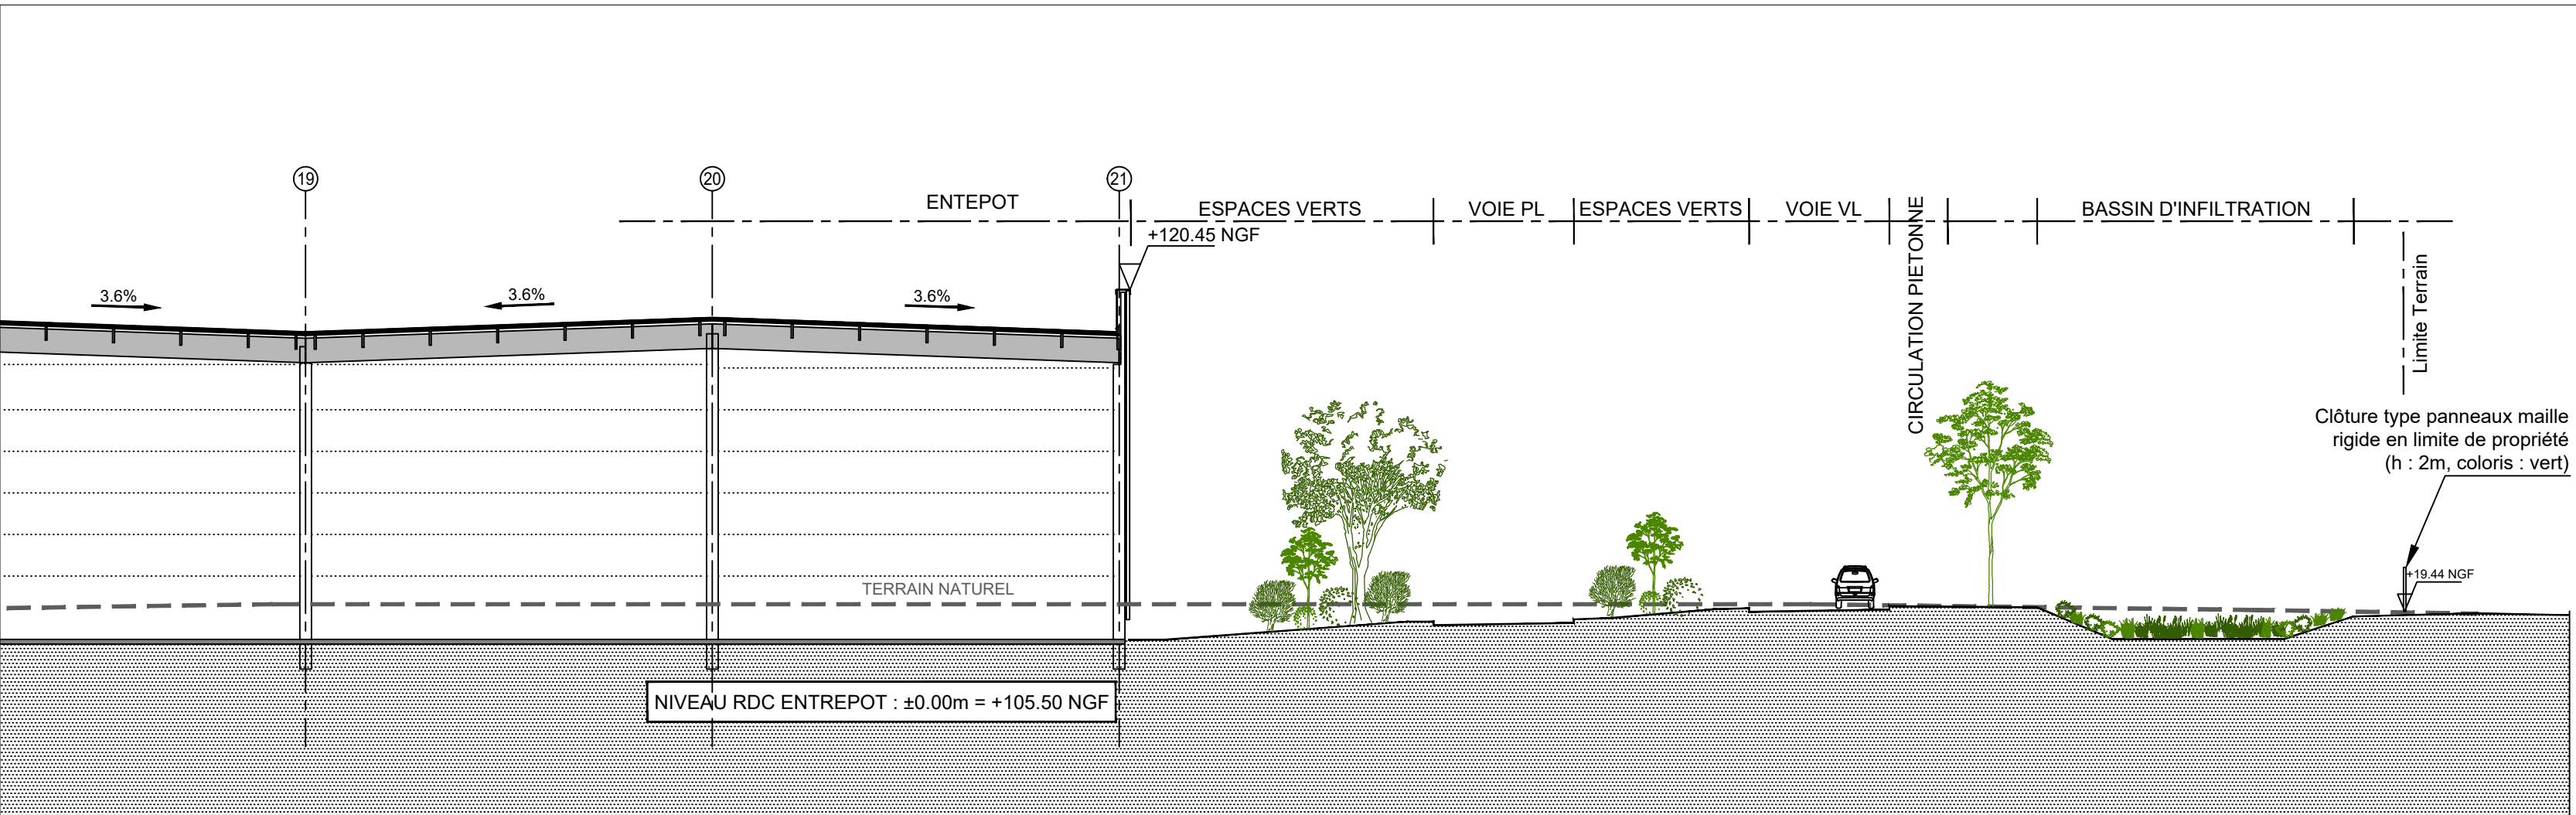 19
20
21
ENTEPOT
ESPACES VERTS
VOIE PL
ESPACES VERTS
VOIE VL
CIRCULATION PIETONNE
BASSIN D'INFILTRATION
+120.45 NGF
Limite Terrain
3.6%
3.6%
3.6%
Clôture type panneaux maille
rigide en limite de propriété
(h : 2m, coloris : vert)
+19.44 NGF
TERRAIN NATUREL
NIVEAU RDC ENTREPOT : ±0.00m = +105.50 NGF